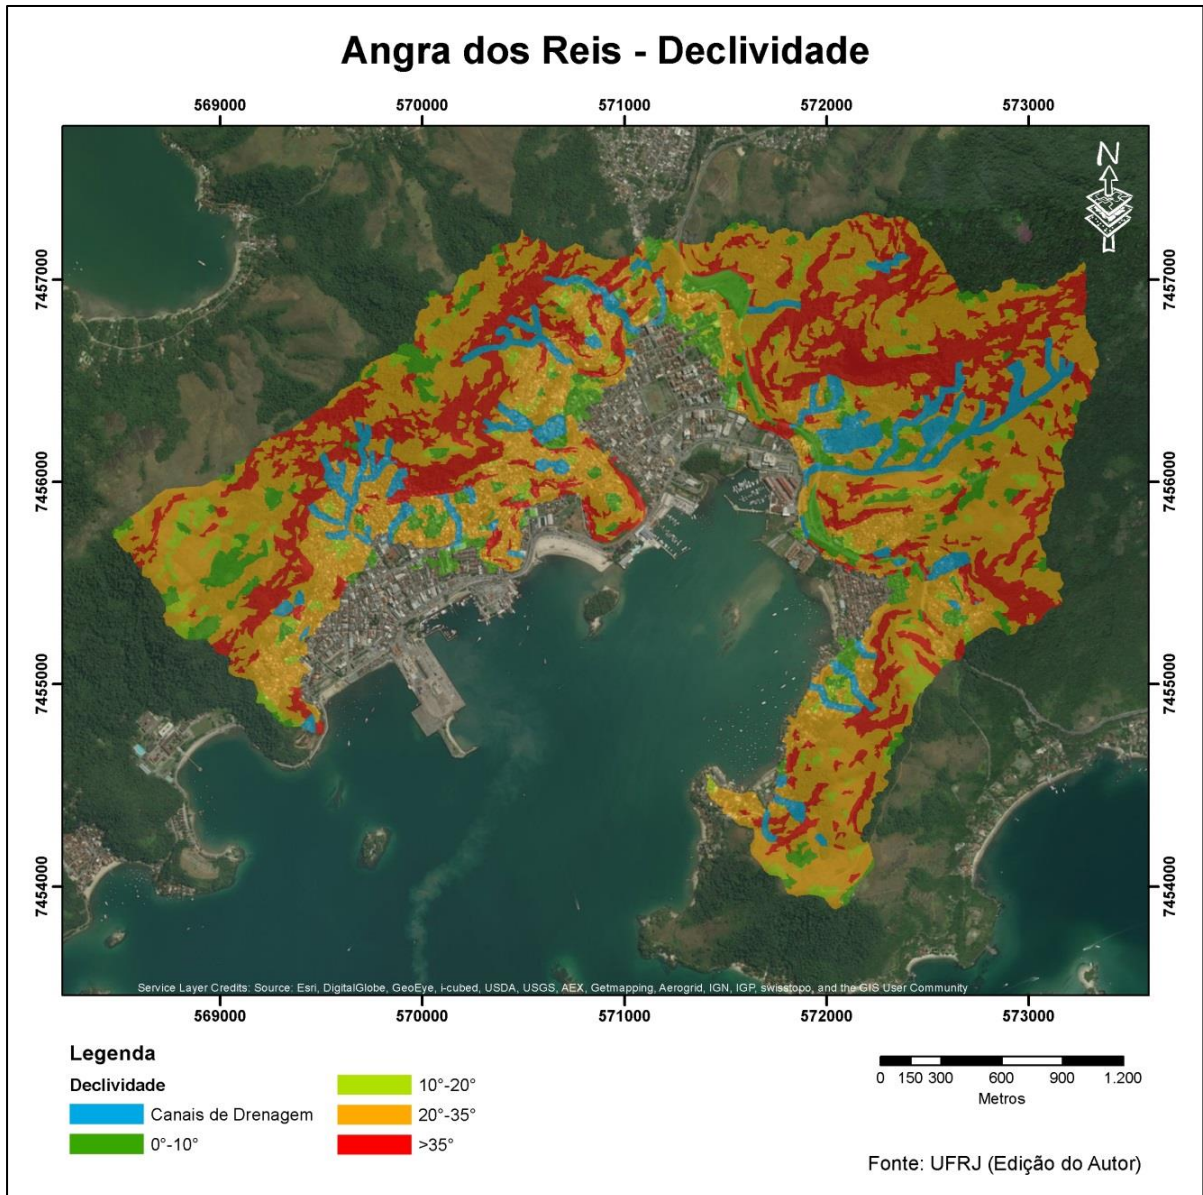 Angra dos Reis - Declividade
569000 570000 571000 572000 573000
N
7457000 7457000
7456000 7456000
7455000 7455000
7454000 7454000
Service Layer Credits: Source: Esri, DigitalGlobe, GeoEye, i-cubed, USDA, USGS, AEX, Getmapping, Aerogrid, IGN, IGP, swisstopo, and the GIS User Community
569000 570000 571000 572000 573000
Legenda
Declividade
Canais de Drenagem
0°-10°
10°-20°
20°-35°
>35°
0 150 300 600 900 1.200
Metros
Fonte: UFRJ (Edição do Autor)